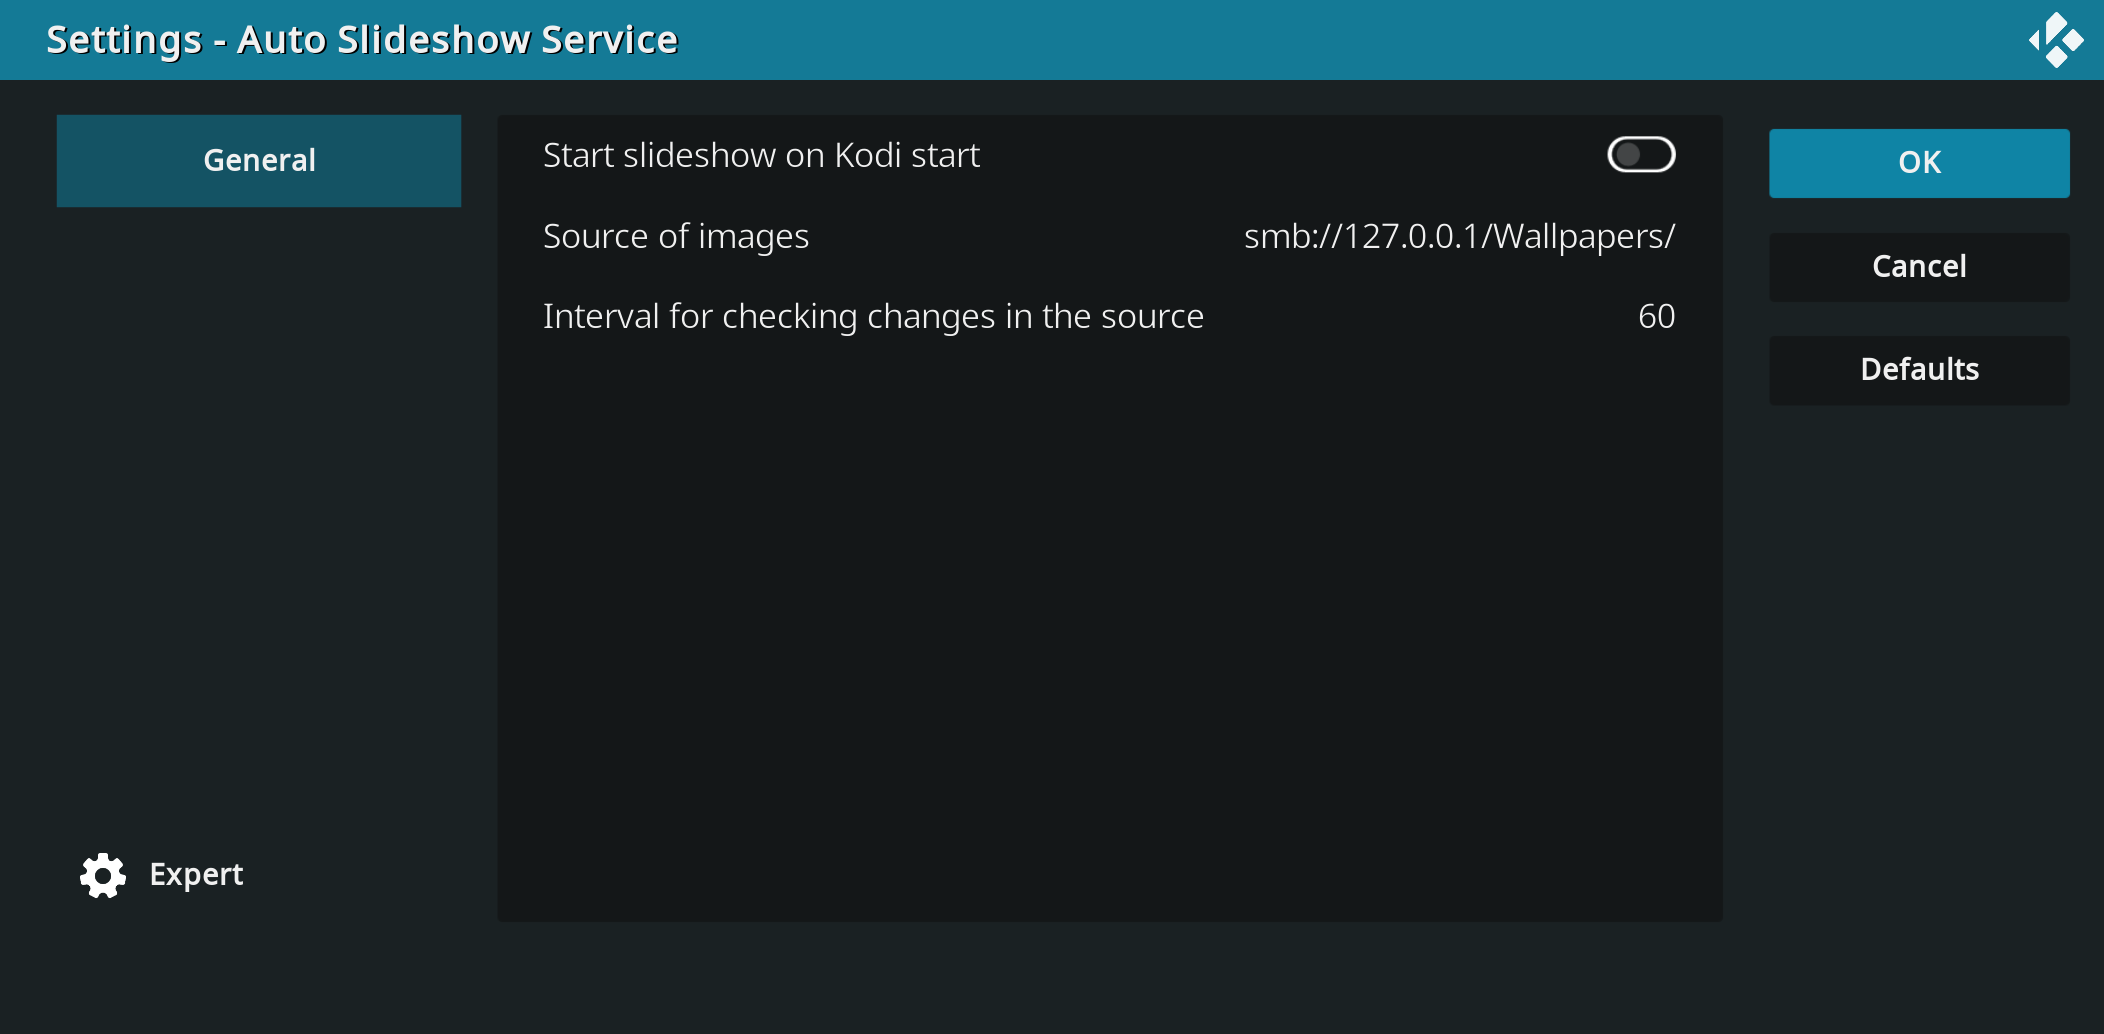 Settings - Auto Slideshow Service
General
Start slideshow on Kodi start
Source of images smb://127.0.0.1/Wallpapers/
Interval for checking changes in the source 60
OK
Cancel
Defaults
Expert